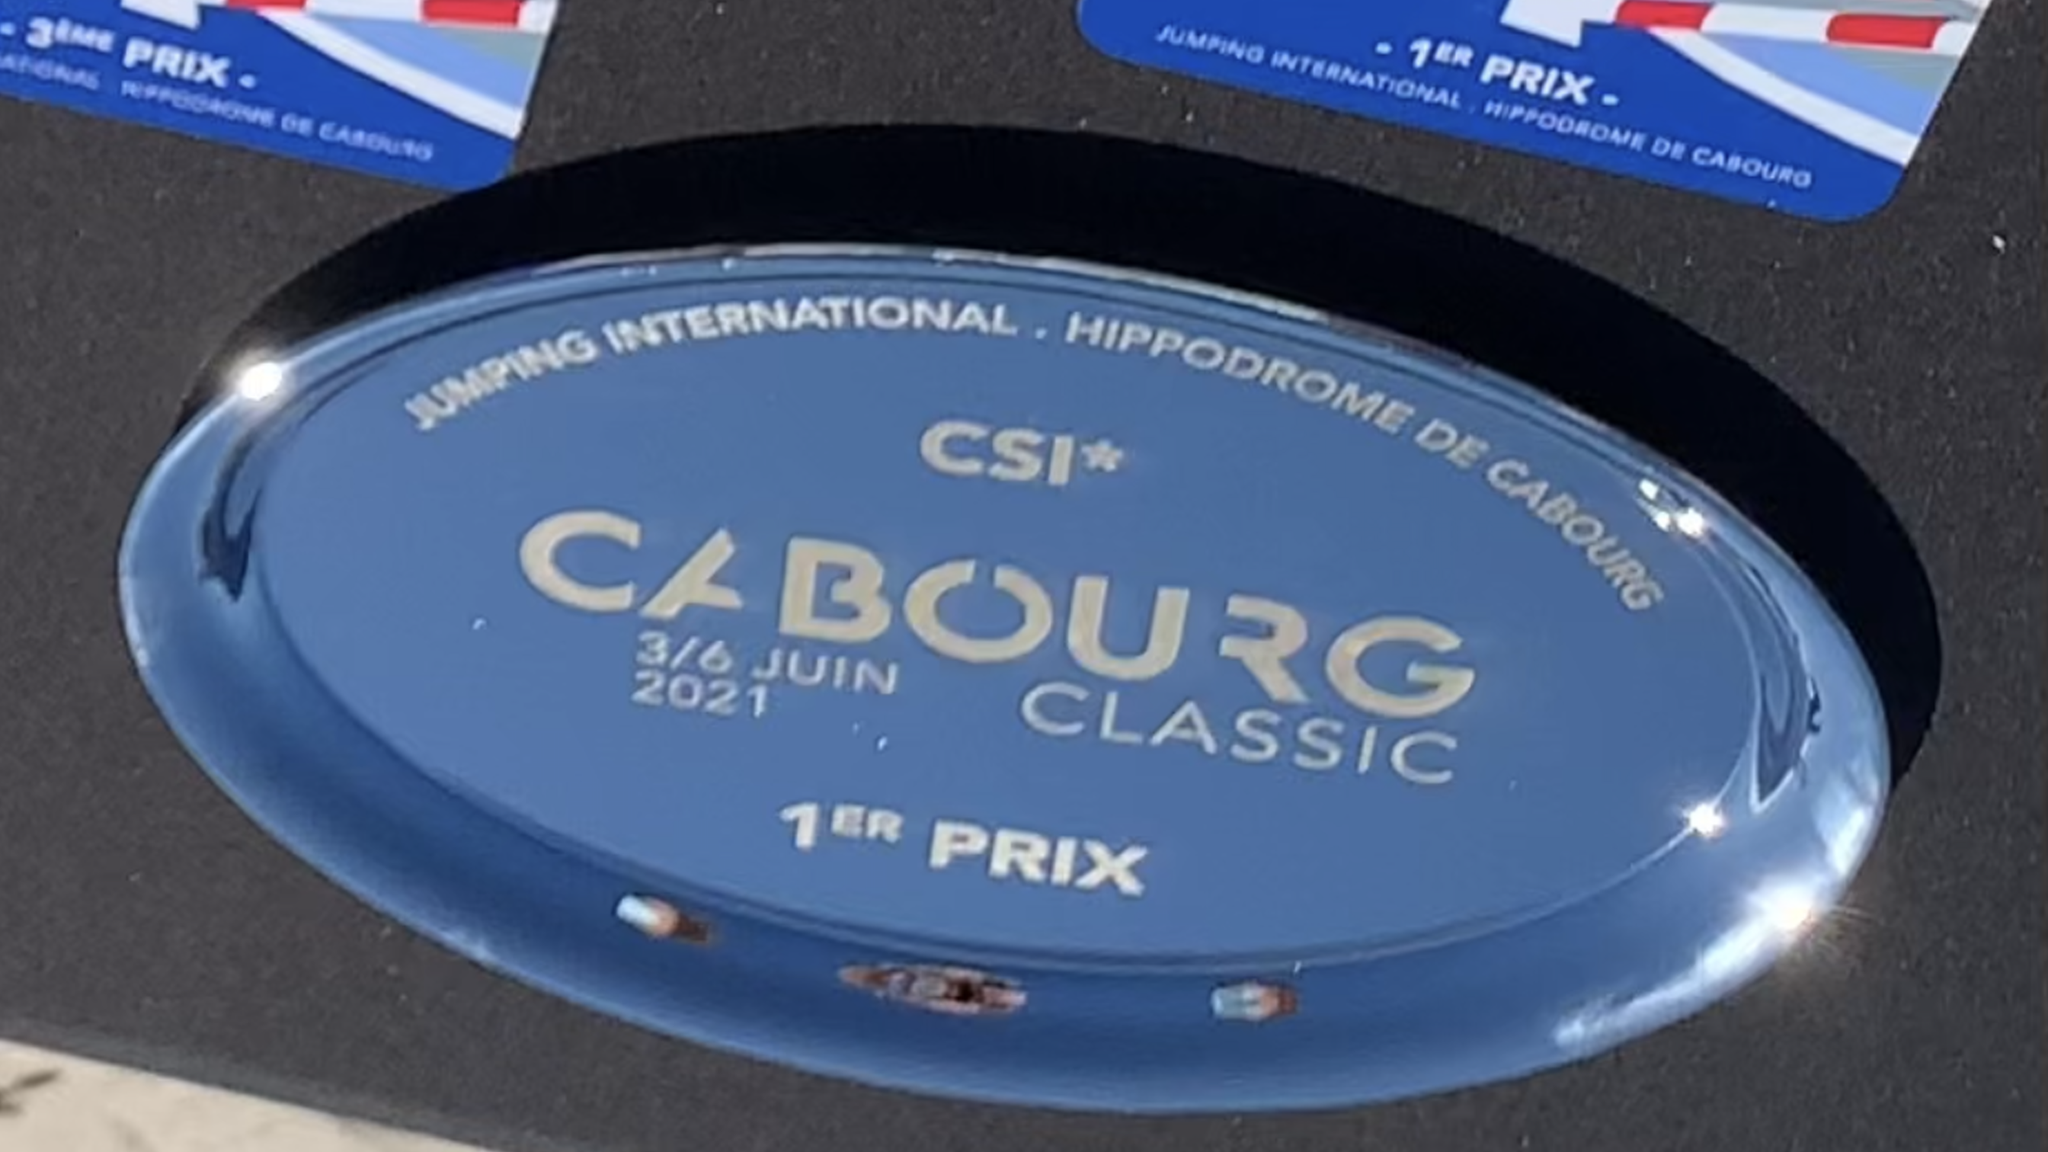 - 3ÈME PRIX -
HIPPODROME DE CABOURG
- 1ER PRIX -
JUMPING INTERNATIONAL . HIPPODROME DE CABOURG
JUMPING INTERNATIONAL . HIPPODROME DE CABOURG
CSI*
CABOURG
3/6 JUIN
2021
CLASSIC
1ER PRIX